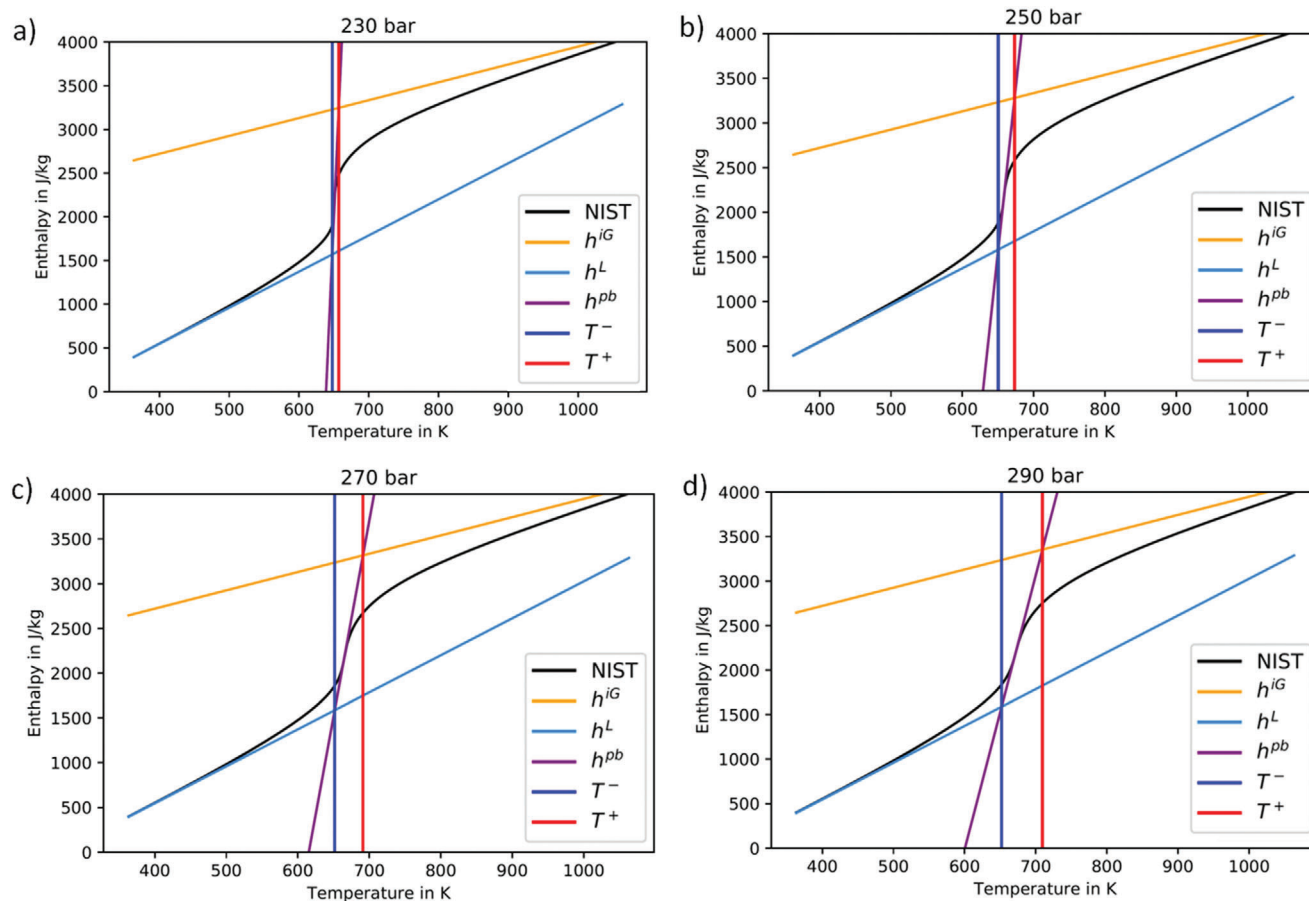 a)
230 bar
Enthalpy in J/kg
4000
3500
3000
2500
2000
1500
1000
500
0
400 500 600 700 800 900 1000
Temperature in K
NIST
h^{iG}
h^{L}
h^{pb}
T^{-}
T^{+}
b)
250 bar
Enthalpy in J/kg
4000
3500
3000
2500
2000
1500
1000
500
0
400 500 600 700 800 900 1000
Temperature in K
NIST
h^{iG}
h^{L}
h^{pb}
T^{-}
T^{+}
c)
270 bar
Enthalpy in J/kg
4000
3500
3000
2500
2000
1500
1000
500
0
400 500 600 700 800 900 1000
Temperature in K
NIST
h^{iG}
h^{L}
h^{pb}
T^{-}
T^{+}
d)
290 bar
Enthalpy in J/kg
4000
3500
3000
2500
2000
1500
1000
500
0
400 500 600 700 800 900 1000
Temperature in K
NIST
h^{iG}
h^{L}
h^{pb}
T^{-}
T^{+}